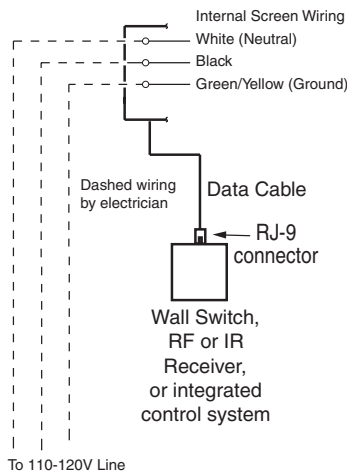 Internal Screen Wiring
White (Neutral)
Black
Green/Yellow (Ground)
Dashed wiring
by electrician
Data Cable
RJ-9
connector
Wall Switch,
RF or IR
Receiver,
or integrated
control system
To 110-120V Line